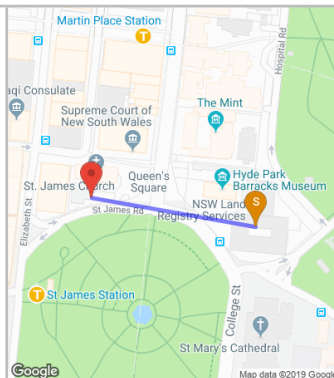 Martin Place Station
T
Hospital Rd
aqi Consulate
Supreme Court of
New South Wales
The Mint
Elizabeth St
St. James Church
Queen's
Square
Hyde Park
Barracks Museum
NSW Land
Registry Services
S
St James Rd
T
St James Station
College St
St Mary's Cathedral
Google
Map data ©2019 Google